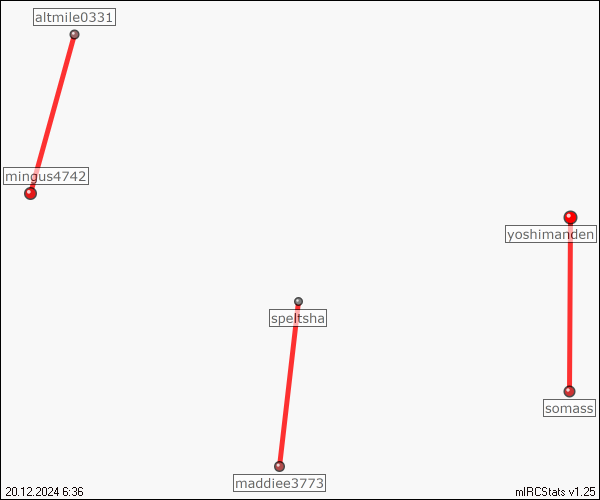 altmile0331
mingus4742
yoshimanden
speltsha
somass
maddiee3773
20.12.2024 6:36
mIRCStats v1.25